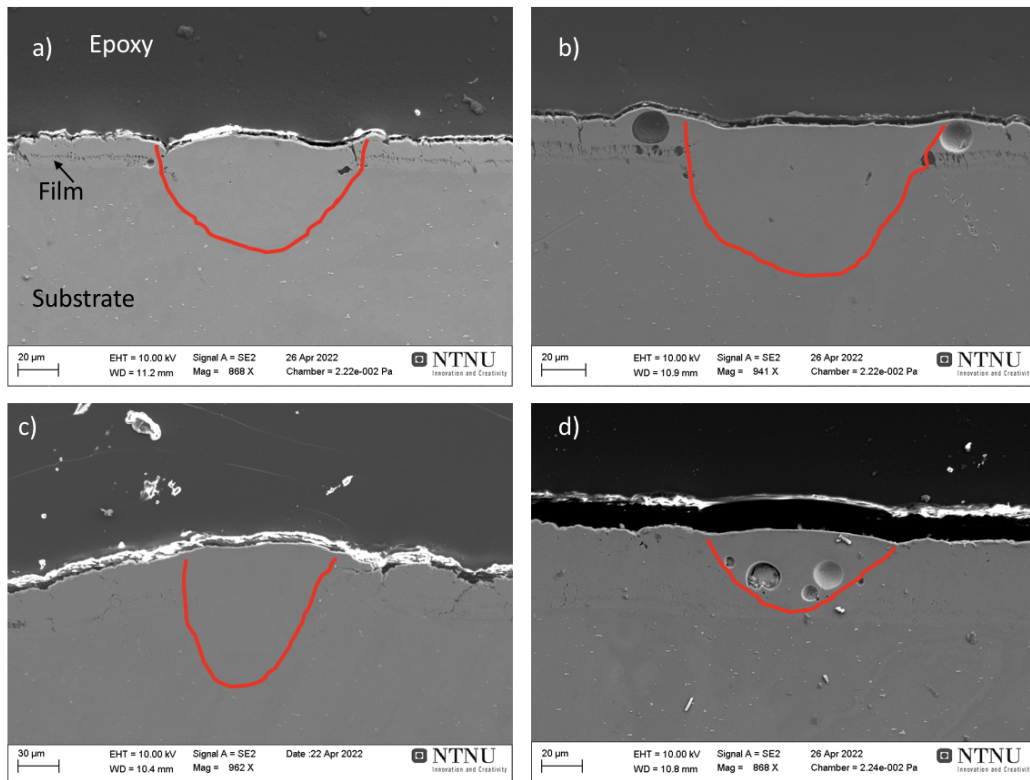 a)
Epoxy
Film
Substrate
20 µm
EHT = 10.00 kV
WD = 11.2 mm
Signal A = SE2
Mag = 868 X
26 Apr 2022
Chamber = 2.22e-002 Pa
NTNU
Innovation and Creativity
b)
20 µm
EHT = 10.00 kV
WD = 10.9 mm
Signal A = SE2
Mag = 941 X
26 Apr 2022
Chamber = 2.22e-002 Pa
NTNU
Innovation and Creativity
c)
30 µm
EHT = 10.00 kV
WD = 10.4 mm
Signal A = SE2
Mag = 962 X
Date :22 Apr 2022
NTNU
Innovation and Creativity
d)
20 µm
EHT = 10.00 kV
WD = 10.8 mm
Signal A = SE2
Mag = 868 X
26 Apr 2022
Chamber = 2.24e-002 Pa
NTNU
Innovation and Creativity